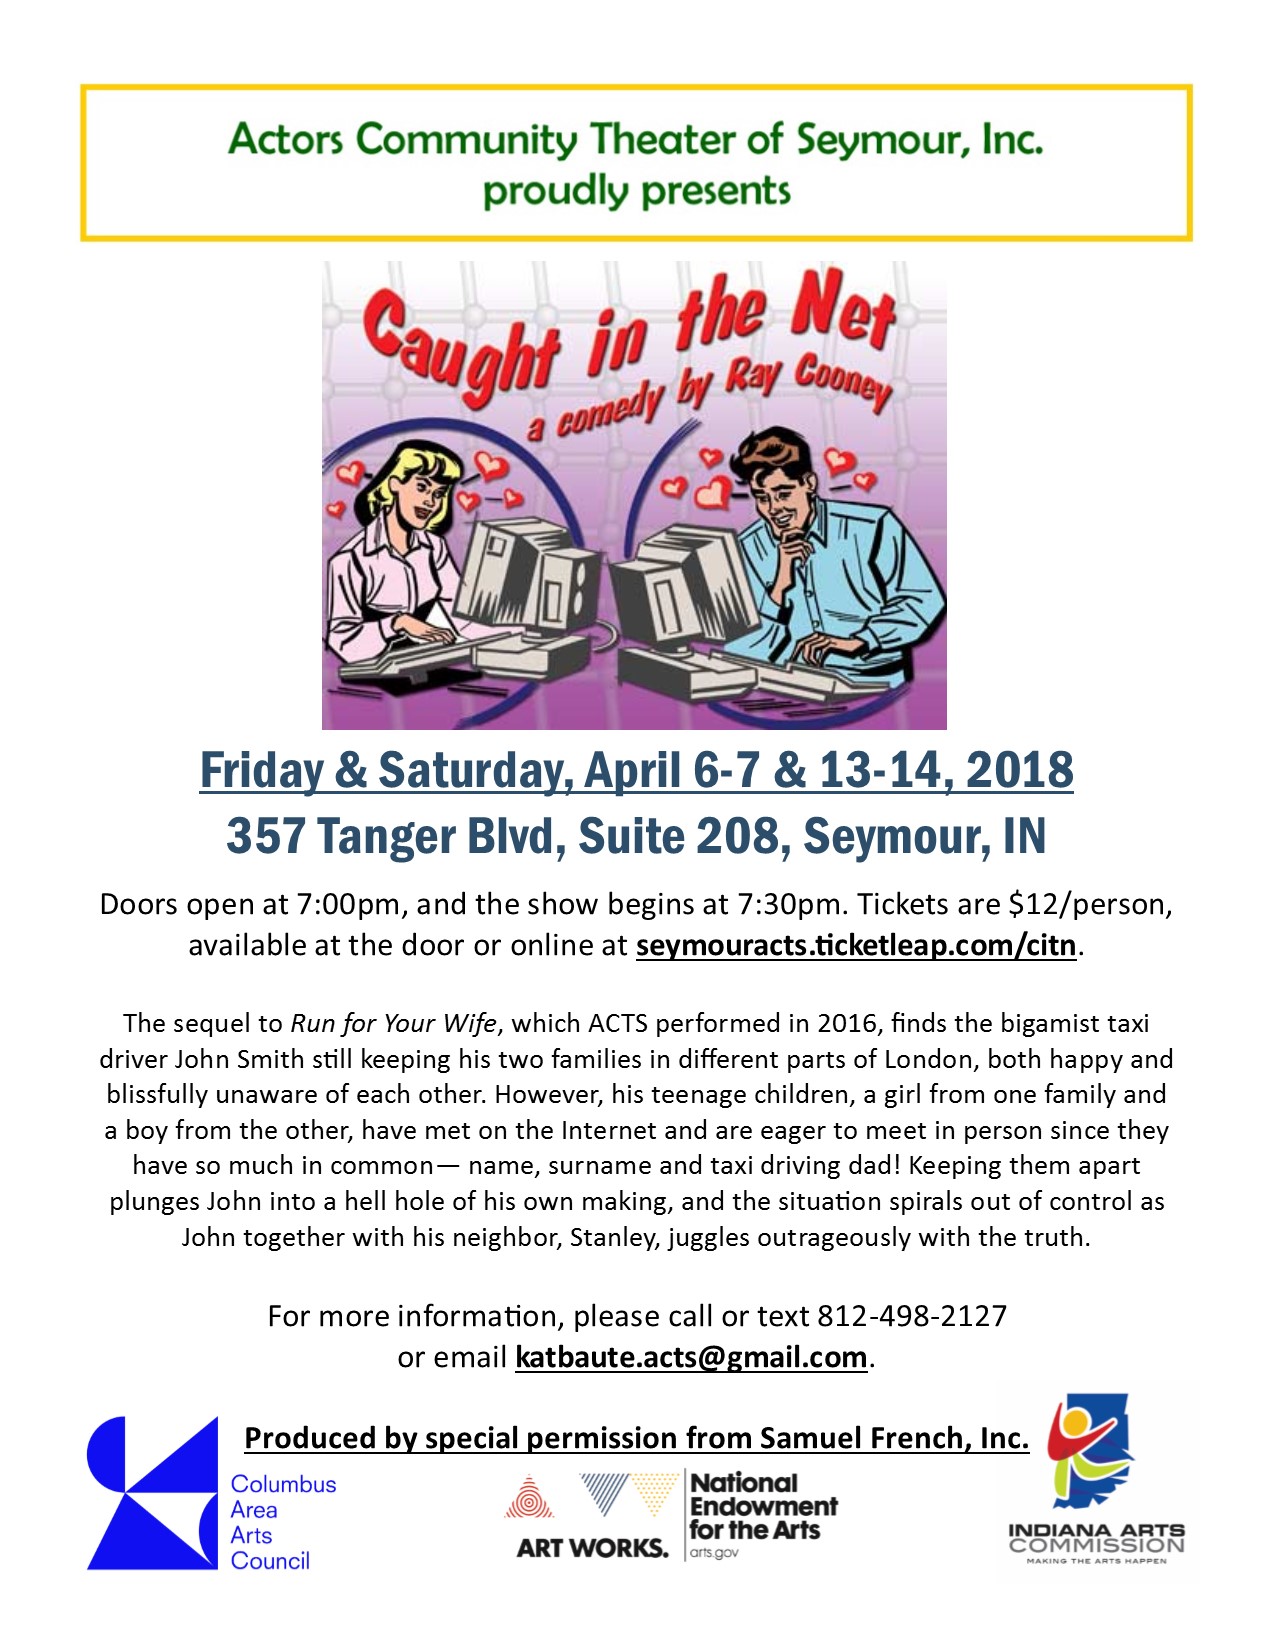 Actors Community Theater of Seymour, Inc.
proudly presents
Caught in the Net
a comedy by Ray Cooney
Friday & Saturday, April 6-7 & 13-14, 2018
357 Tanger Blvd, Suite 208, Seymour, IN
Doors open at 7:00pm, and the show begins at 7:30pm. Tickets are $12/person,
available at the door or online at seymouracts.ticketleap.com/citn.
The sequel to Run for Your Wife, which ACTS performed in 2016, finds the bigamist taxi
driver John Smith still keeping his two families in different parts of London, both happy and
blissfully unaware of each other. However, his teenage children, a girl from one family and
a boy from the other, have met on the Internet and are eager to meet in person since they
have so much in common— name, surname and taxi driving dad! Keeping them apart
plunges John into a hell hole of his own making, and the situation spirals out of control as
John together with his neighbor, Stanley, juggles outrageously with the truth.
For more information, please call or text 812-498-2127
or email katbaute.acts@gmail.com.
Produced by special permission from Samuel French, Inc.
Columbus
Area
Arts
Council
ART WORKS.
National
Endowment
for the Arts
arts.gov
INDIANA ARTS
COMMISSION
MAKING THE ARTS HAPPEN